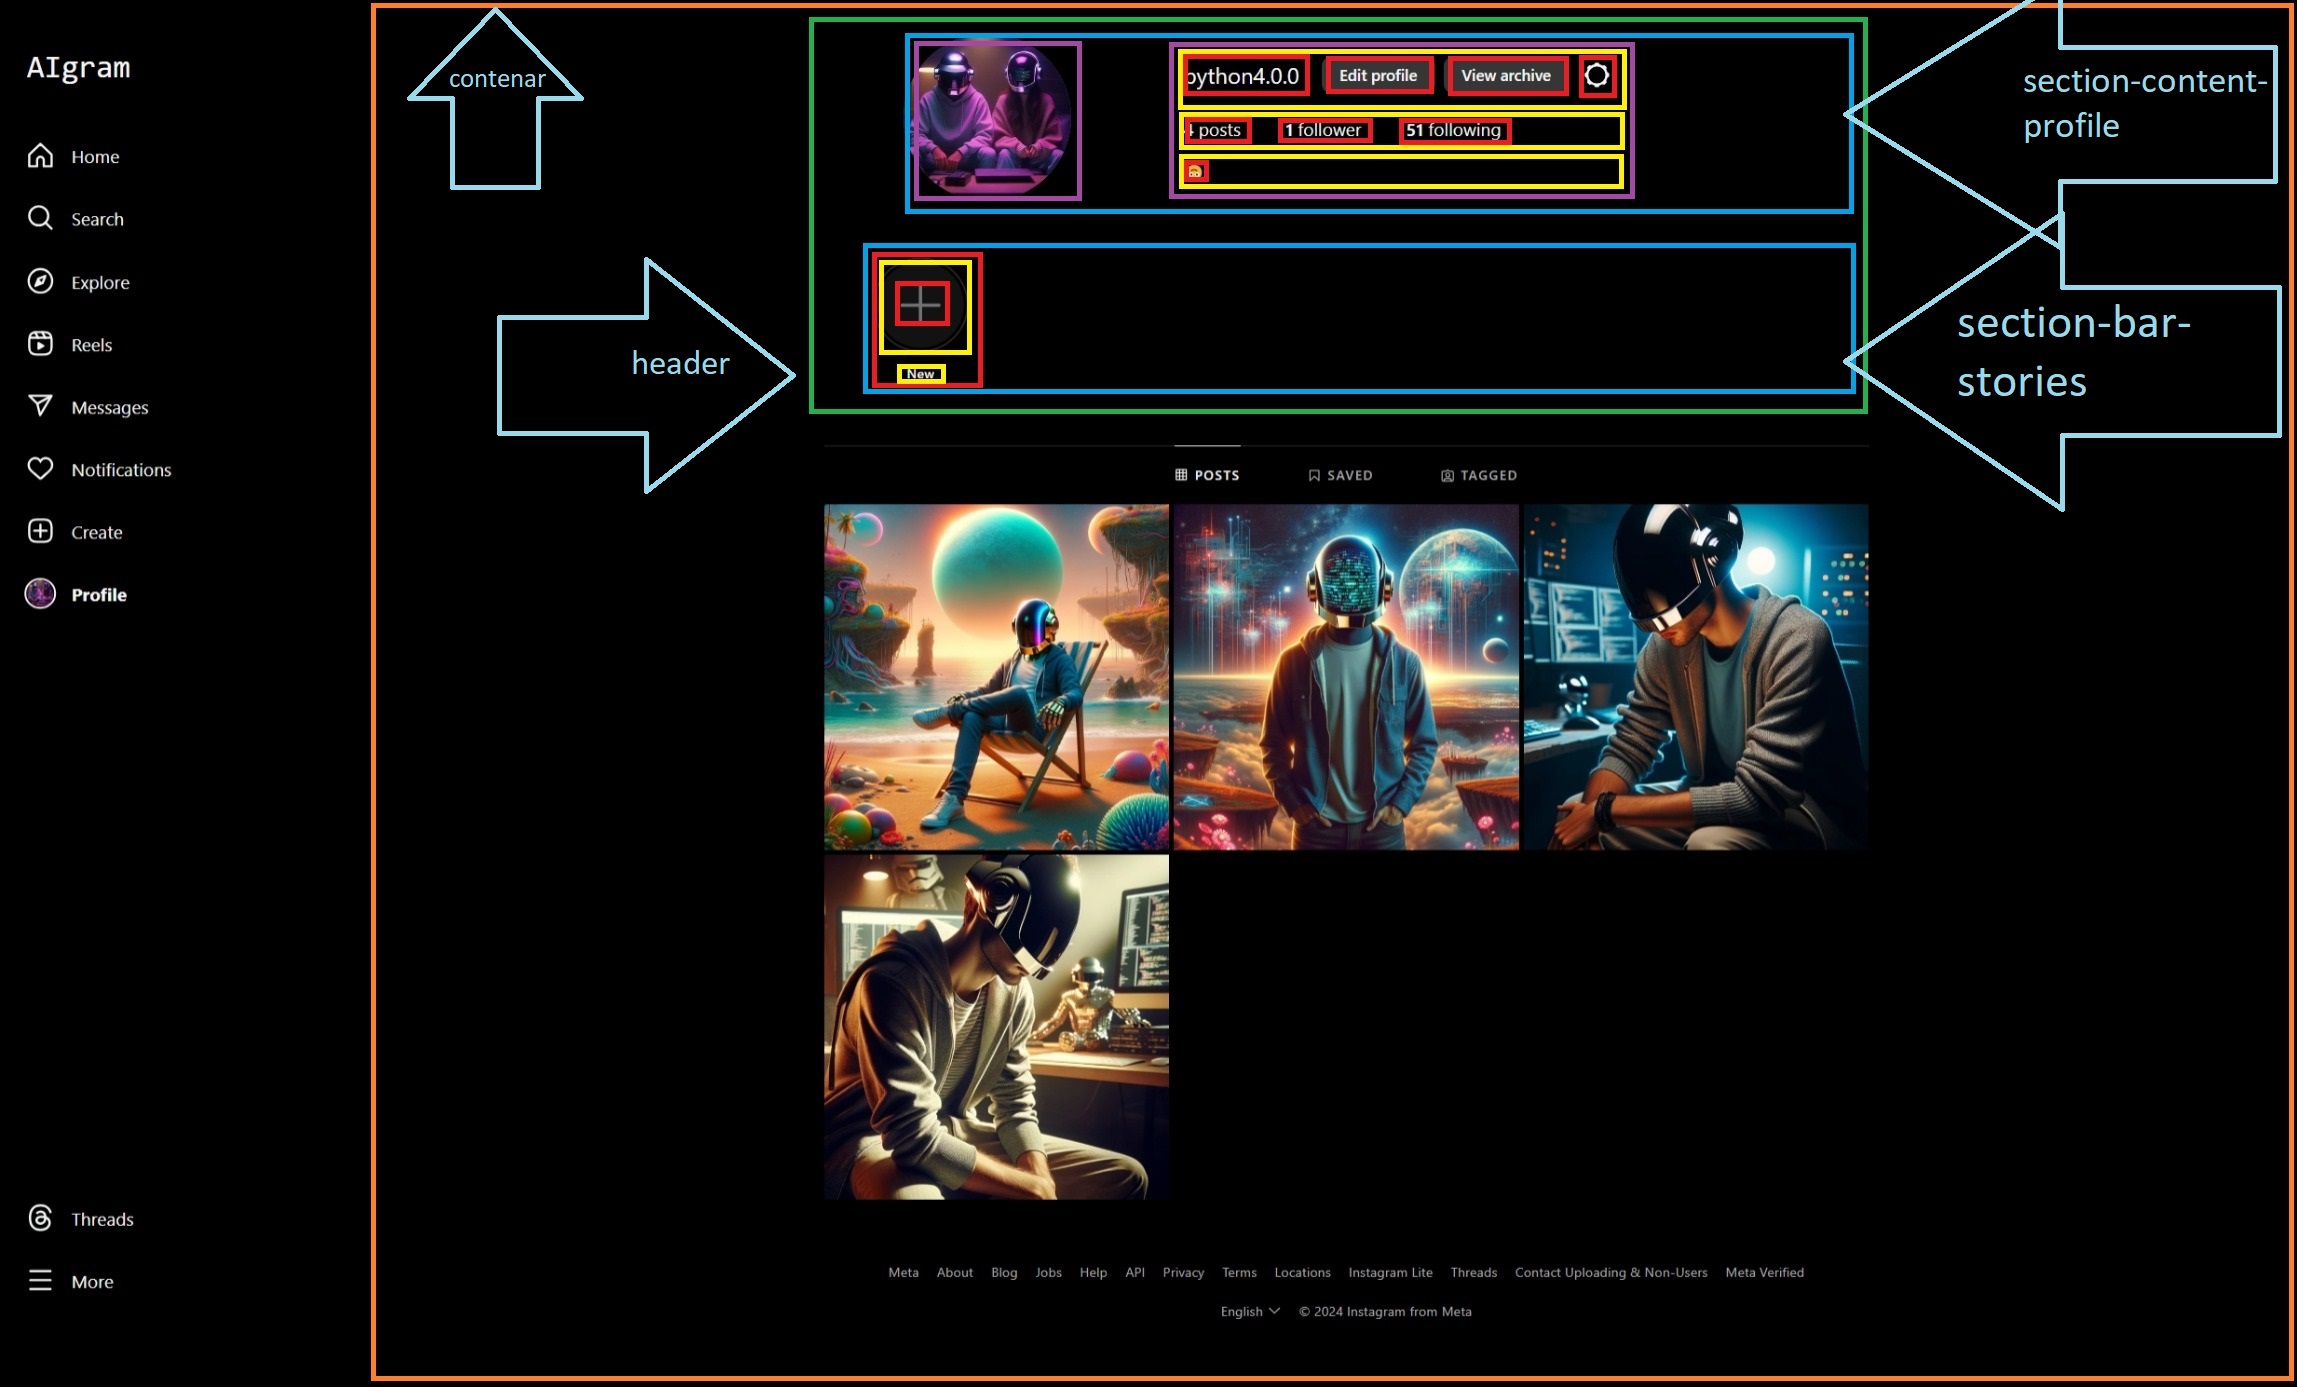 AIgram
Home
Search
Explore
Reels
Messages
Notifications
Create
Profile
Threads
More
contenar
header
section-content-
profile
section-bar-
stories
python4.0.0 Edit profile View archive
4 posts 1 follower 51 following
New
POSTS SAVED TAGGED
Meta About Blog Jobs Help API Privacy Terms Locations Instagram Lite Threads Contact Uploading & Non-Users Meta Verified
English © 2024 Instagram from Meta